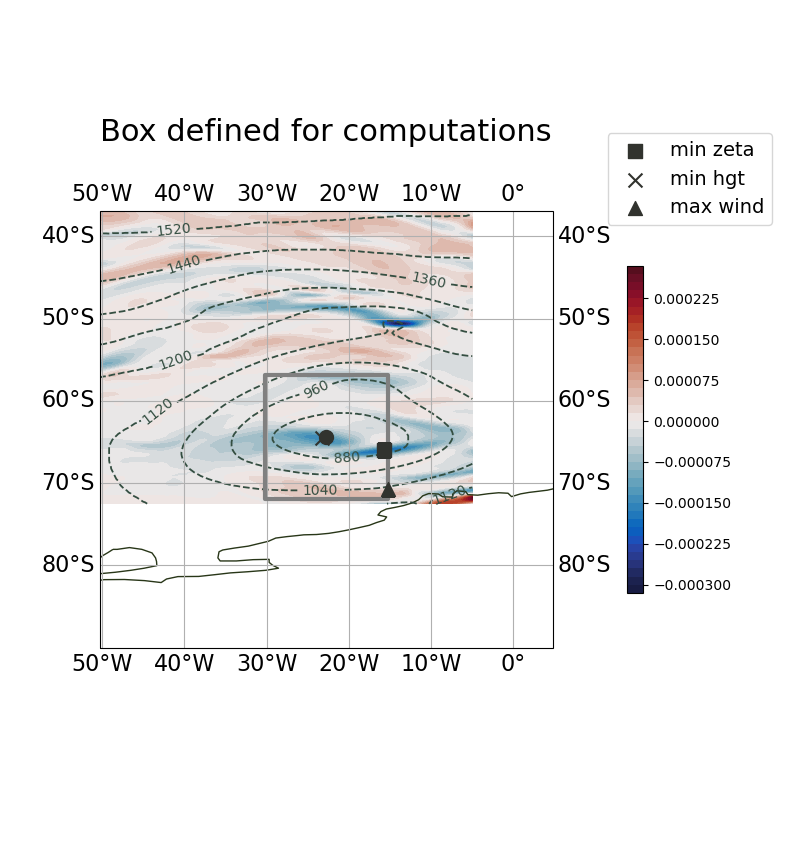 Box defined for computations
min zeta
min hgt
max wind
50°W 40°W 30°W 20°W 10°W 0°
40°S 40°S
50°S 50°S
60°S 60°S
70°S 70°S
80°S 80°S
50°W 40°W 30°W 20°W 10°W 0°
1520
1440
1360
1200
1120
960
880
1040
1120
0.000225
0.000150
0.000075
0.000000
−0.000075
−0.000150
−0.000225
−0.000300